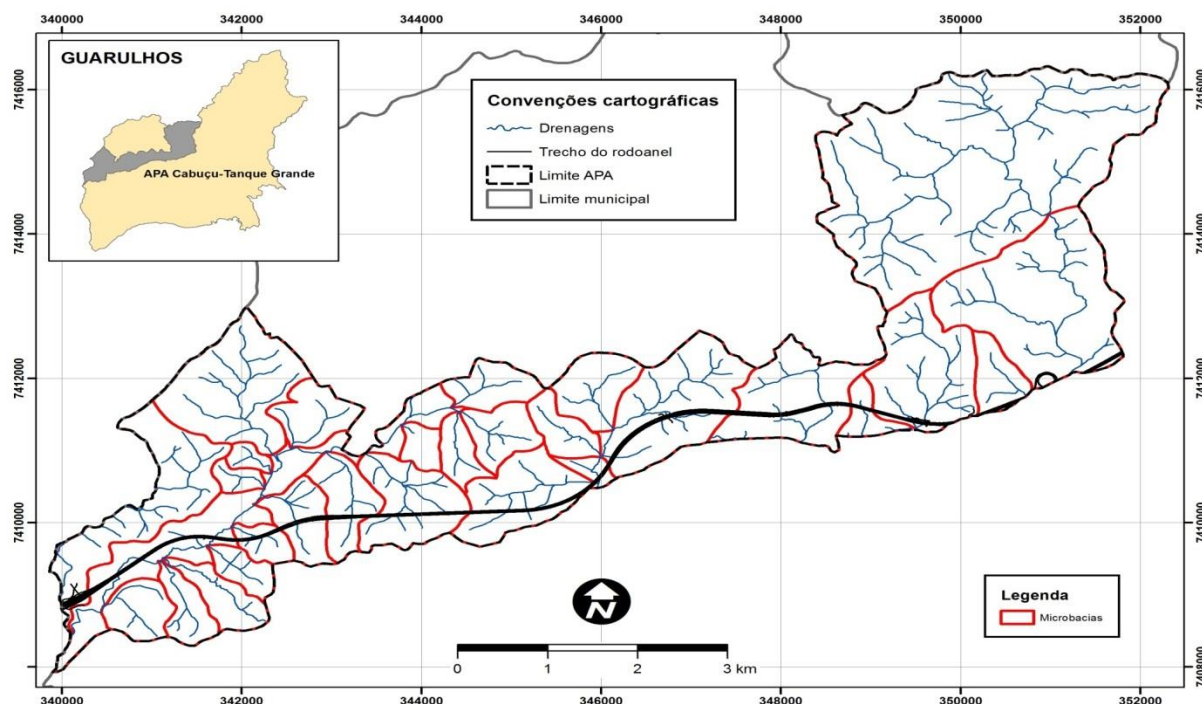 340000 342000 344000 346000 348000 350000 352000
GUARULHOS
APA Cabuçu-Tanque Grande
Convenções cartográficas
Drenagens
Trecho do rodoanel
Limite APA
Limite municipal
7416000 7416000
7414000 7414000
7412000 7412000
7410000 7410000
7408000
N
0 1 2 3 km
Legenda
Microbacias
340000 342000 344000 346000 348000 350000 352000